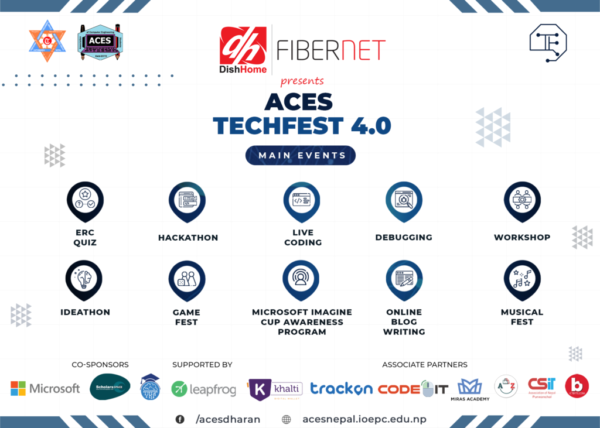 ACES
dh
DishHome
FIBERNET
presents
ACES
TECHFEST 4.0
MAIN EVENTS
ERC
QUIZ
HACKATHON
LIVE
CODING
DEBUGGING
WORKSHOP
IDEATHON
GAME
FEST
MICROSOFT IMAGINE
CUP AWARENESS
PROGRAM
ONLINE
BLOG
WRITING
MUSICAL
FEST
CO-SPONSORS
SUPPORTED BY
ASSOCIATE PARTNERS
Microsoft
leapfrog
K khalti
trackon
CODE IT
MIRAS ACADEMY
CSiT
b
/acesdharan
acesnepal.ioepc.edu.np